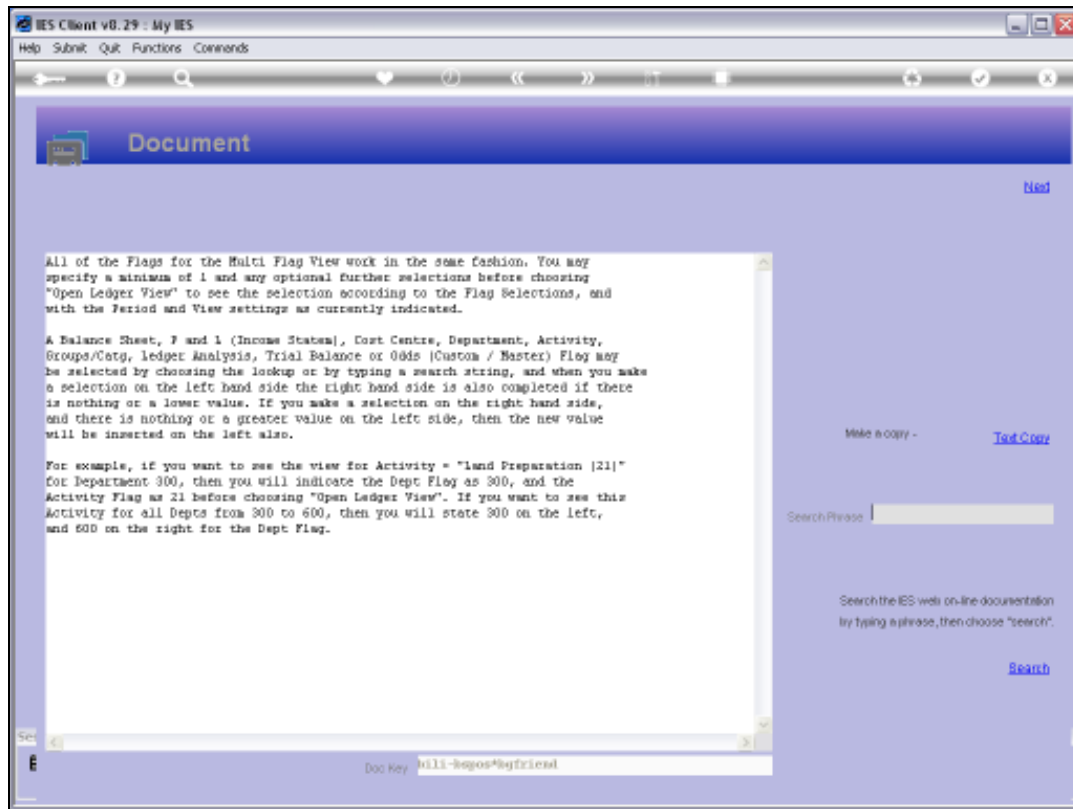 IES Client v8.29 : My IES
Help Submit Quit Functions Commands
Document
Next
All of the Flags for the Multi Flag View work in the same fashion. You may
specify a minimum of 1 and any optional further selections before choosing
"Open Ledger View" to see the selection according to the Flag Selections, and
with the Period and View settings as currently indicated.
A Balance Sheet, P and L (Income Statem), Cost Centre, Department, Activity,
Groups/Catg, Ledger Analysis, Trial Balance or Odds (Custom / Master) Flag may
be selected by choosing the lookup or by typing a search string, and when you make
a selection on the left hand side the right hand side is also completed if there
is nothing or a lower value. If you make a selection on the right hand side,
and there is nothing or a greater value on the left side, then the new value
will be inserted on the left also.
For example, if you want to see the view for Activity = "Land Preparation (21)"
for Department 300, then you will indicate the Dept Flag as 300, and the
Activity Flag as 21 before choosing "Open Ledger View". If you want to see this
Activity for all Depts from 300 to 600, then you will state 300 on the left,
and 600 on the right for the Dept Flag.
Make a copy -
Text Copy
Search Phrase
Search the IES web on-line documentation
by typing a phrase, then choose "search".
Search
Doc Key